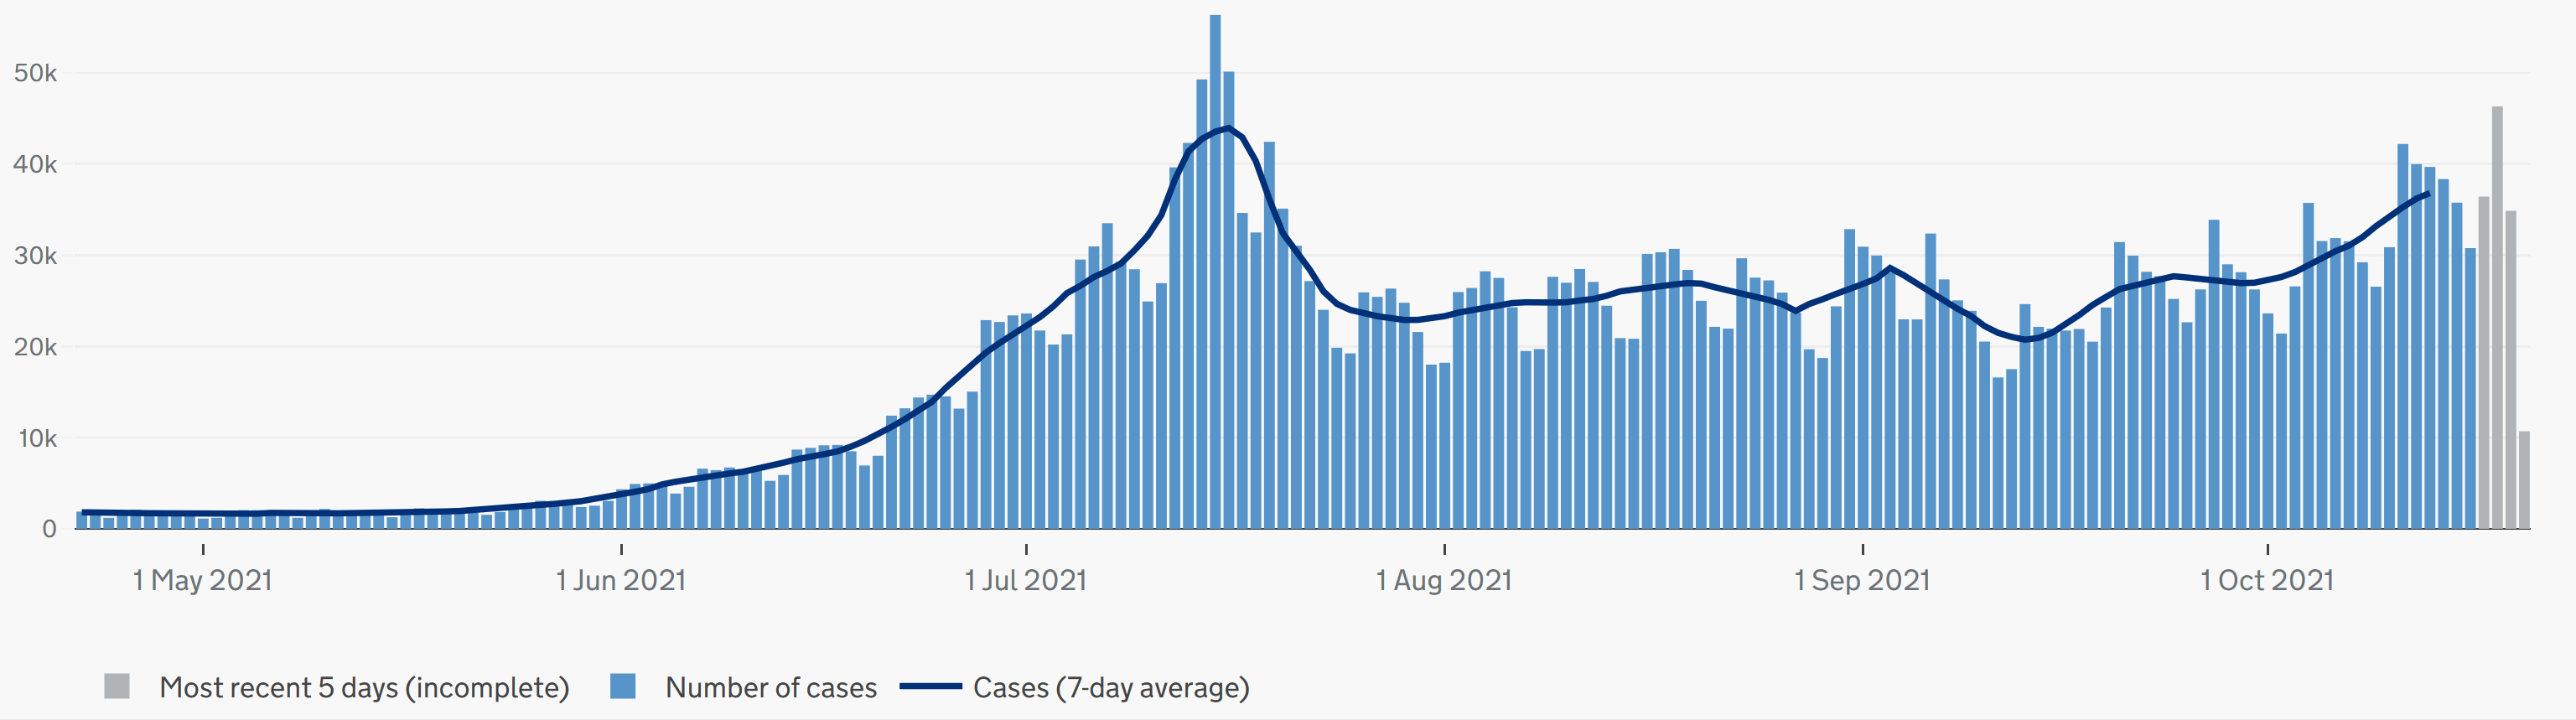 50k
40k
30k
20k
10k
0
1 May 2021
1 Jun 2021
1 Jul 2021
1 Aug 2021
1 Sep 2021
1 Oct 2021
Most recent 5 days (incomplete)
Number of cases
Cases (7-day average)